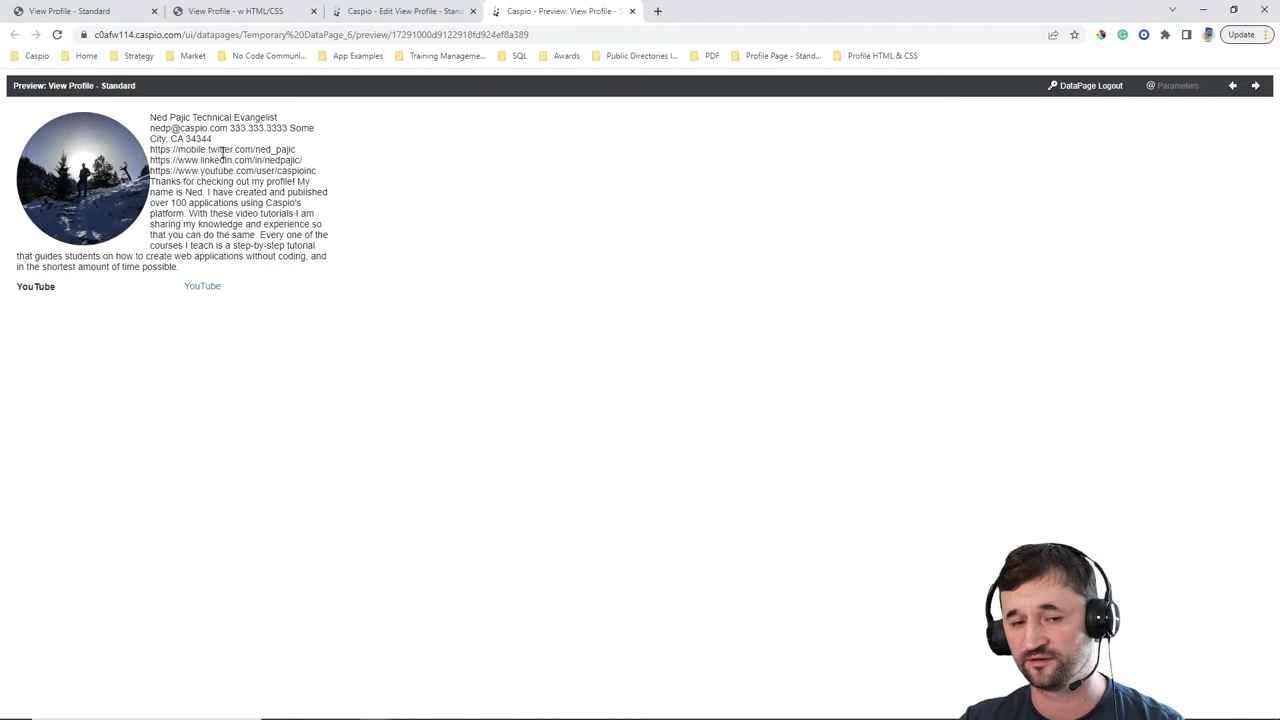 View Profile - Standard
View Profile - w HTML/CSS
Caspio - Edit View Profile - Stand
Caspio - Preview: View Profile - S
c0afw114.caspio.com/ui/datapages/Temporary%20DataPage_6/preview/17291000d9122918fd924ef8a389
Update
Caspio
Home
Strategy
Market
No Code Communi...
App Examples
Training Manageme...
SQL
Awards
Public Directories I...
PDF
Profile Page - Stand...
Profile HTML & CSS
Preview: View Profile - Standard
DataPage Logout
@ Parameters
Ned Pajic Technical Evangelist
nedp@caspio.com 333.333.3333 Some
City, CA 34344
https://mobile.twitter.com/ned_pajic
https://www.linkedin.com/in/nedpajic/
https://www.youtube.com/user/caspioinc
Thanks for checking out my profile! My
name is Ned. I have created and published
over 100 applications using Caspio's
platform. With these video tutorials I am
sharing my knowledge and experience so
that you can do the same. Every one of the
courses I teach is a step-by-step tutorial
that guides students on how to create web applications without coding, and
in the shortest amount of time possible.
YouTube
YouTube